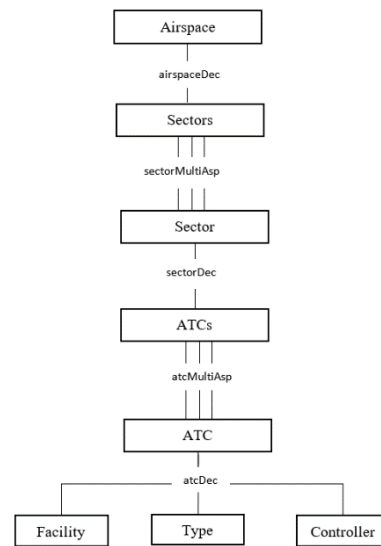 Airspace
airspaceDec
Sectors
sectorMultiAsp
Sector
sectorDec
ATCs
atcMultiAsp
ATC
atcDec
Facility
Type
Controller